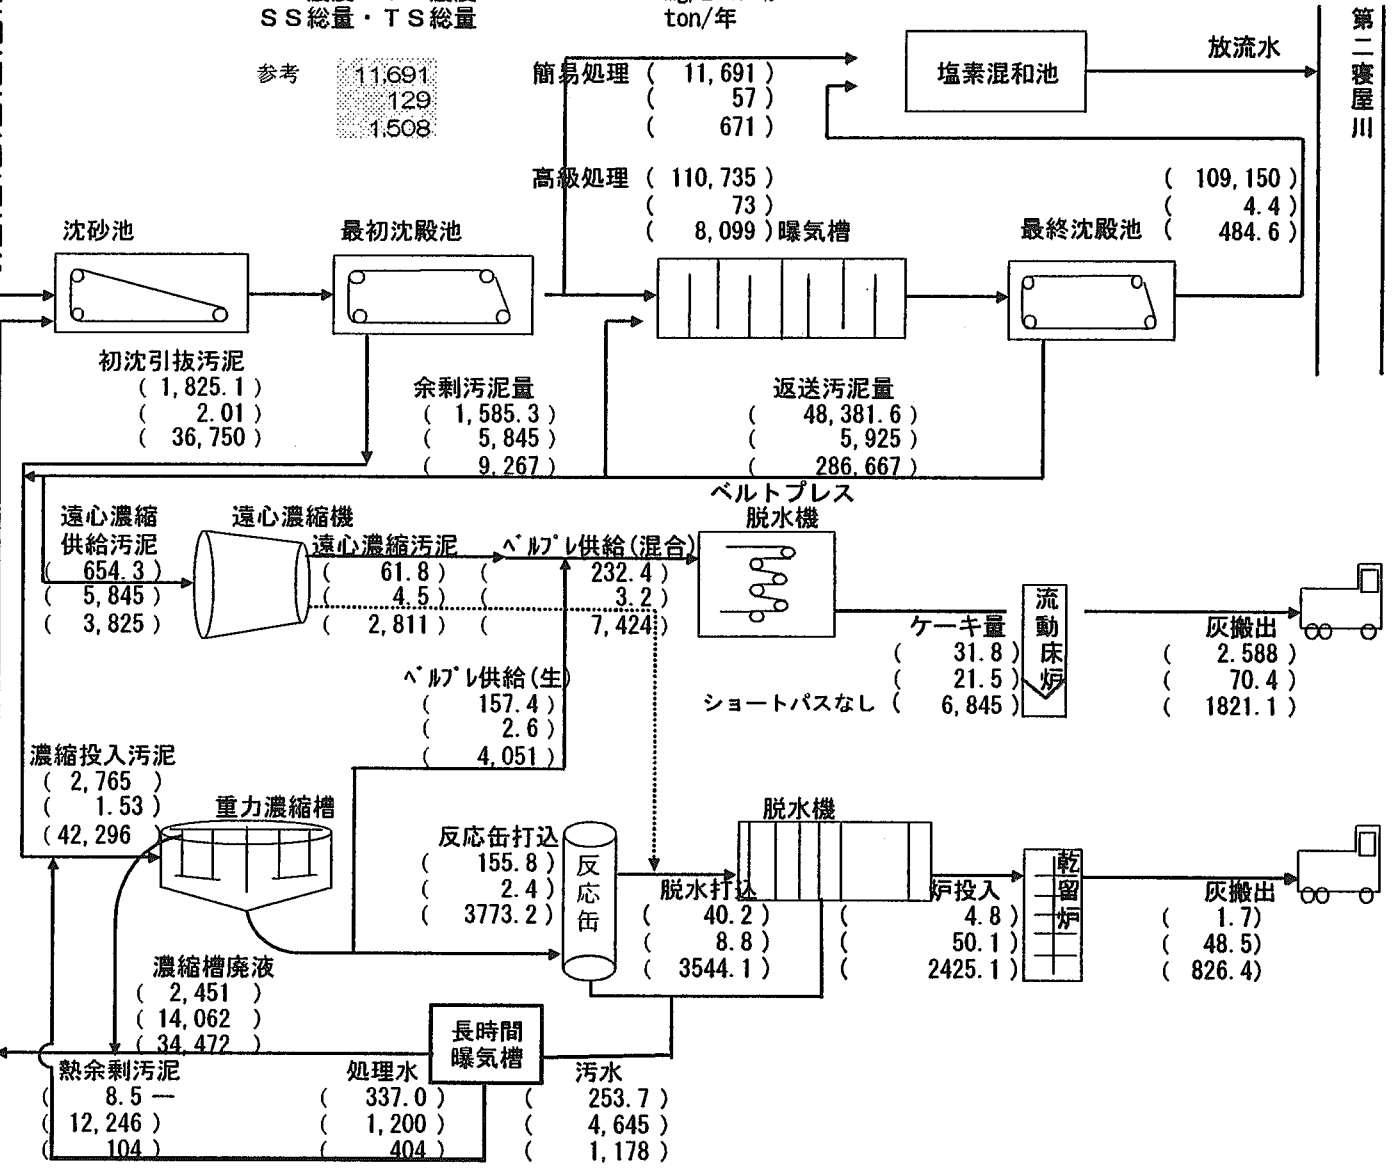 ＳＳ総量・ＴＳ総量
ton/年
参考
11,691
129
1,508
簡易処理 ( 11,691 )
( 57 )
( 671 )
塩素混和池
放流水
第二寝屋川
高級処理 ( 110,735 )
( 73 )
( 8,099 )
( 109,150 )
( 4.4 )
( 484.6 )
沈砂池
最初沈殿池
曝気槽
最終沈殿池
初沈引抜汚泥
( 1,825.1 )
( 2.01 )
( 36,750 )
余剰汚泥量
( 1,585.3 )
( 5,845 )
( 9,267 )
返送汚泥量
( 48,381.6 )
( 5,925 )
( 286,667 )
遠心濃縮
供給汚泥
( 654.3 )
( 5,845 )
( 3,825 )
遠心濃縮機
遠心濃縮汚泥
( 61.8 )
( 4.5 )
( 2,811 )
ﾍﾞﾙﾌﾟﾚ供給(混合)
( 232.4 )
( 3.2 )
( 7,424 )
ベルトプレス
脱水機
ケーキ量
( 31.8 )
( 21.5 )
( 6,845 )
ショートパスなし
流動床炉
灰搬出
( 2.588 )
( 70.4 )
( 1821.1 )
ﾍﾞﾙﾌﾟﾚ供給(生)
( 157.4 )
( 2.6 )
( 4,051 )
濃縮投入汚泥
( 2,765 )
( 1.53 )
( 42,296 )
重力濃縮槽
反応缶打込
( 155.8 )
( 2.4 )
( 3773.2 )
反応缶
脱水機
脱水打込
( 40.2 )
( 8.8 )
( 3544.1 )
炉投入
( 4.8 )
( 50.1 )
( 2425.1 )
乾留炉
灰搬出
( 1.7)
( 48.5)
( 826.4)
濃縮槽廃液
( 2,451 )
( 14,062 )
( 34,472 )
長時間
曝気槽
熱余剰汚泥
( 8.5 —
( 12,246 )
( 104 )
処理水
( 337.0 )
( 1,200 )
( 404 )
汚水
( 253.7 )
( 4,645 )
( 1,178 )